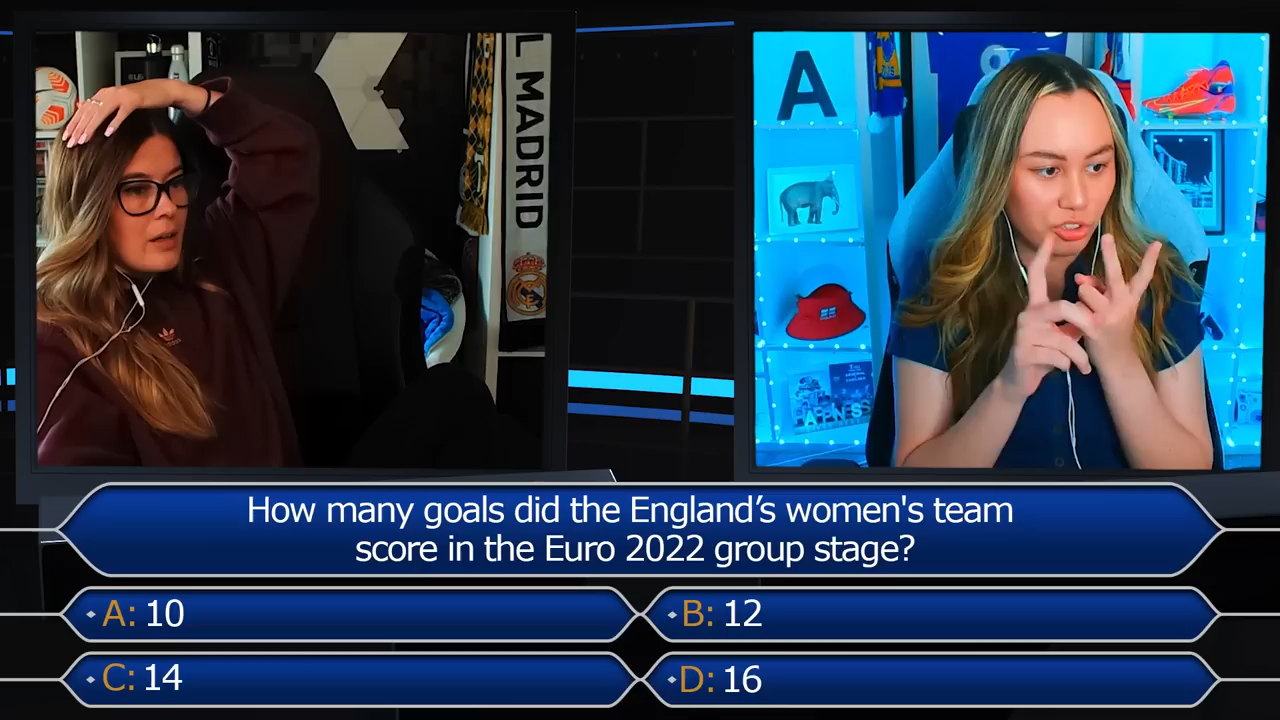 L MADRID
A
How many goals did the England’s women's team
score in the Euro 2022 group stage?
A: 10
B: 12
C: 14
D: 16